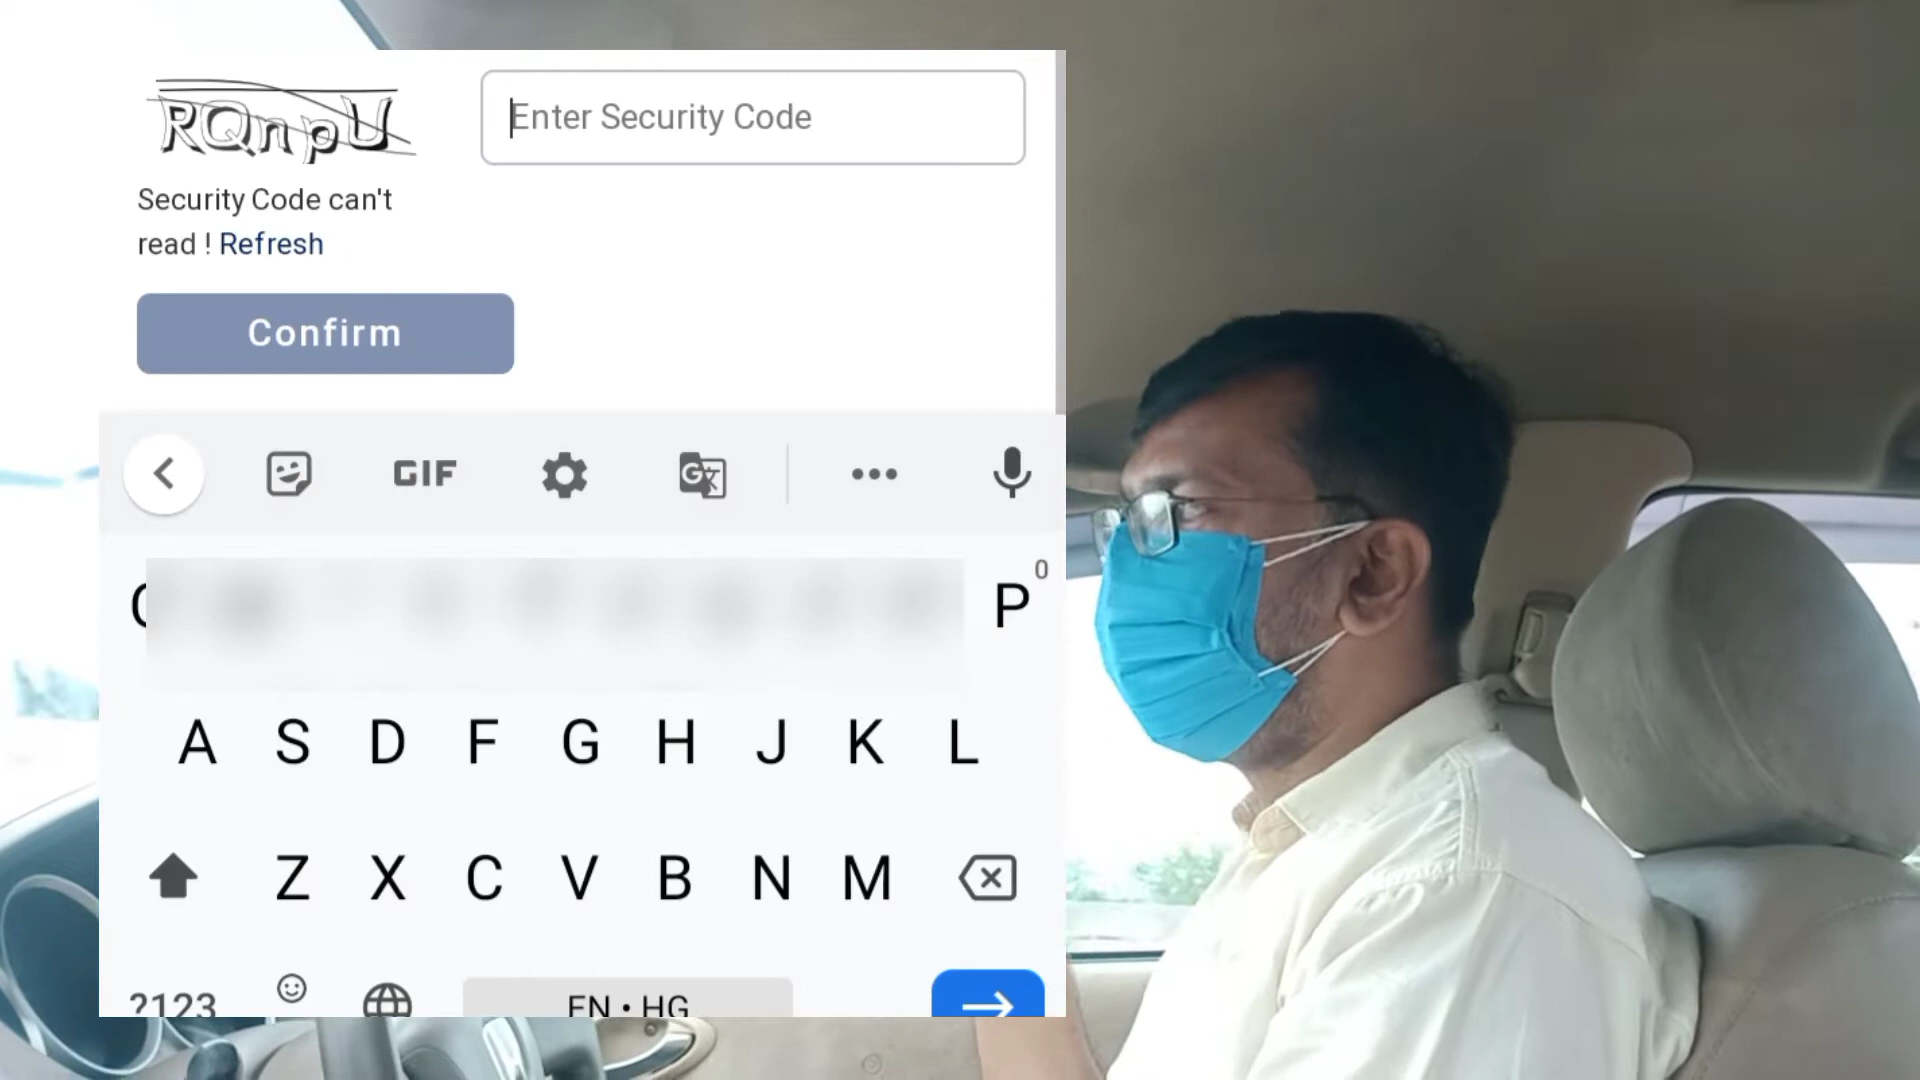 RQnpU
Enter Security Code
Security Code can't
read ! Refresh
Confirm
GIF
G
P 0
A S D F G H J K L
Z X C V B N M
?123 EN • HG